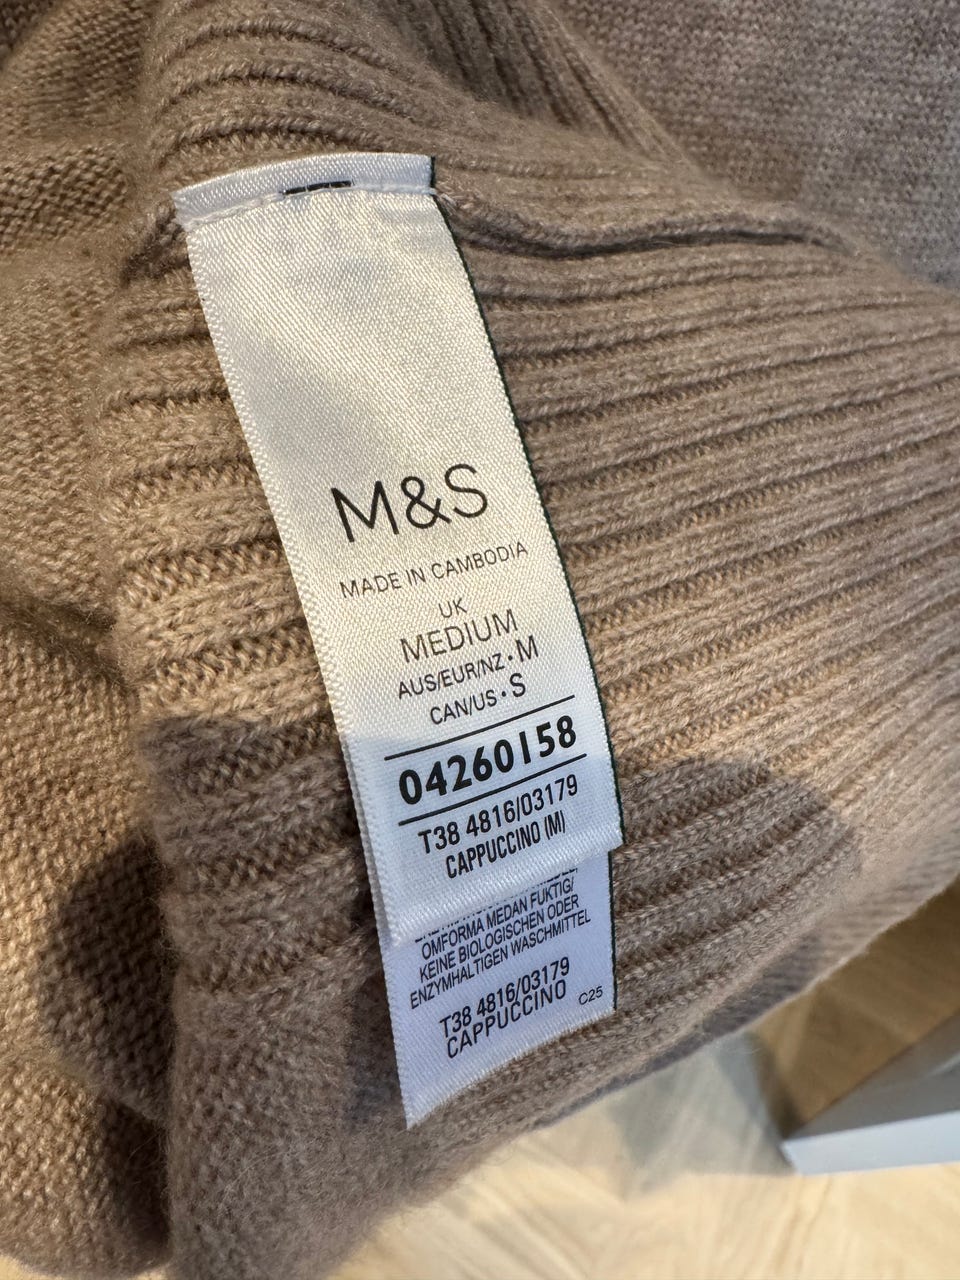 M&S
MADE IN CAMBODIA
UK
MEDIUM
AUS/EUR/NZ • M
CAN/US • S
04260158
T38 4816/03179
CAPPUCCINO (M)
OMFORMA MEDAN FUKTIG/
KEINE BIOLOGISCHEN ODER
ENZYMHALTIGEN WASCHMITTEL
T38 4816/03179
CAPPUCCINO
C25